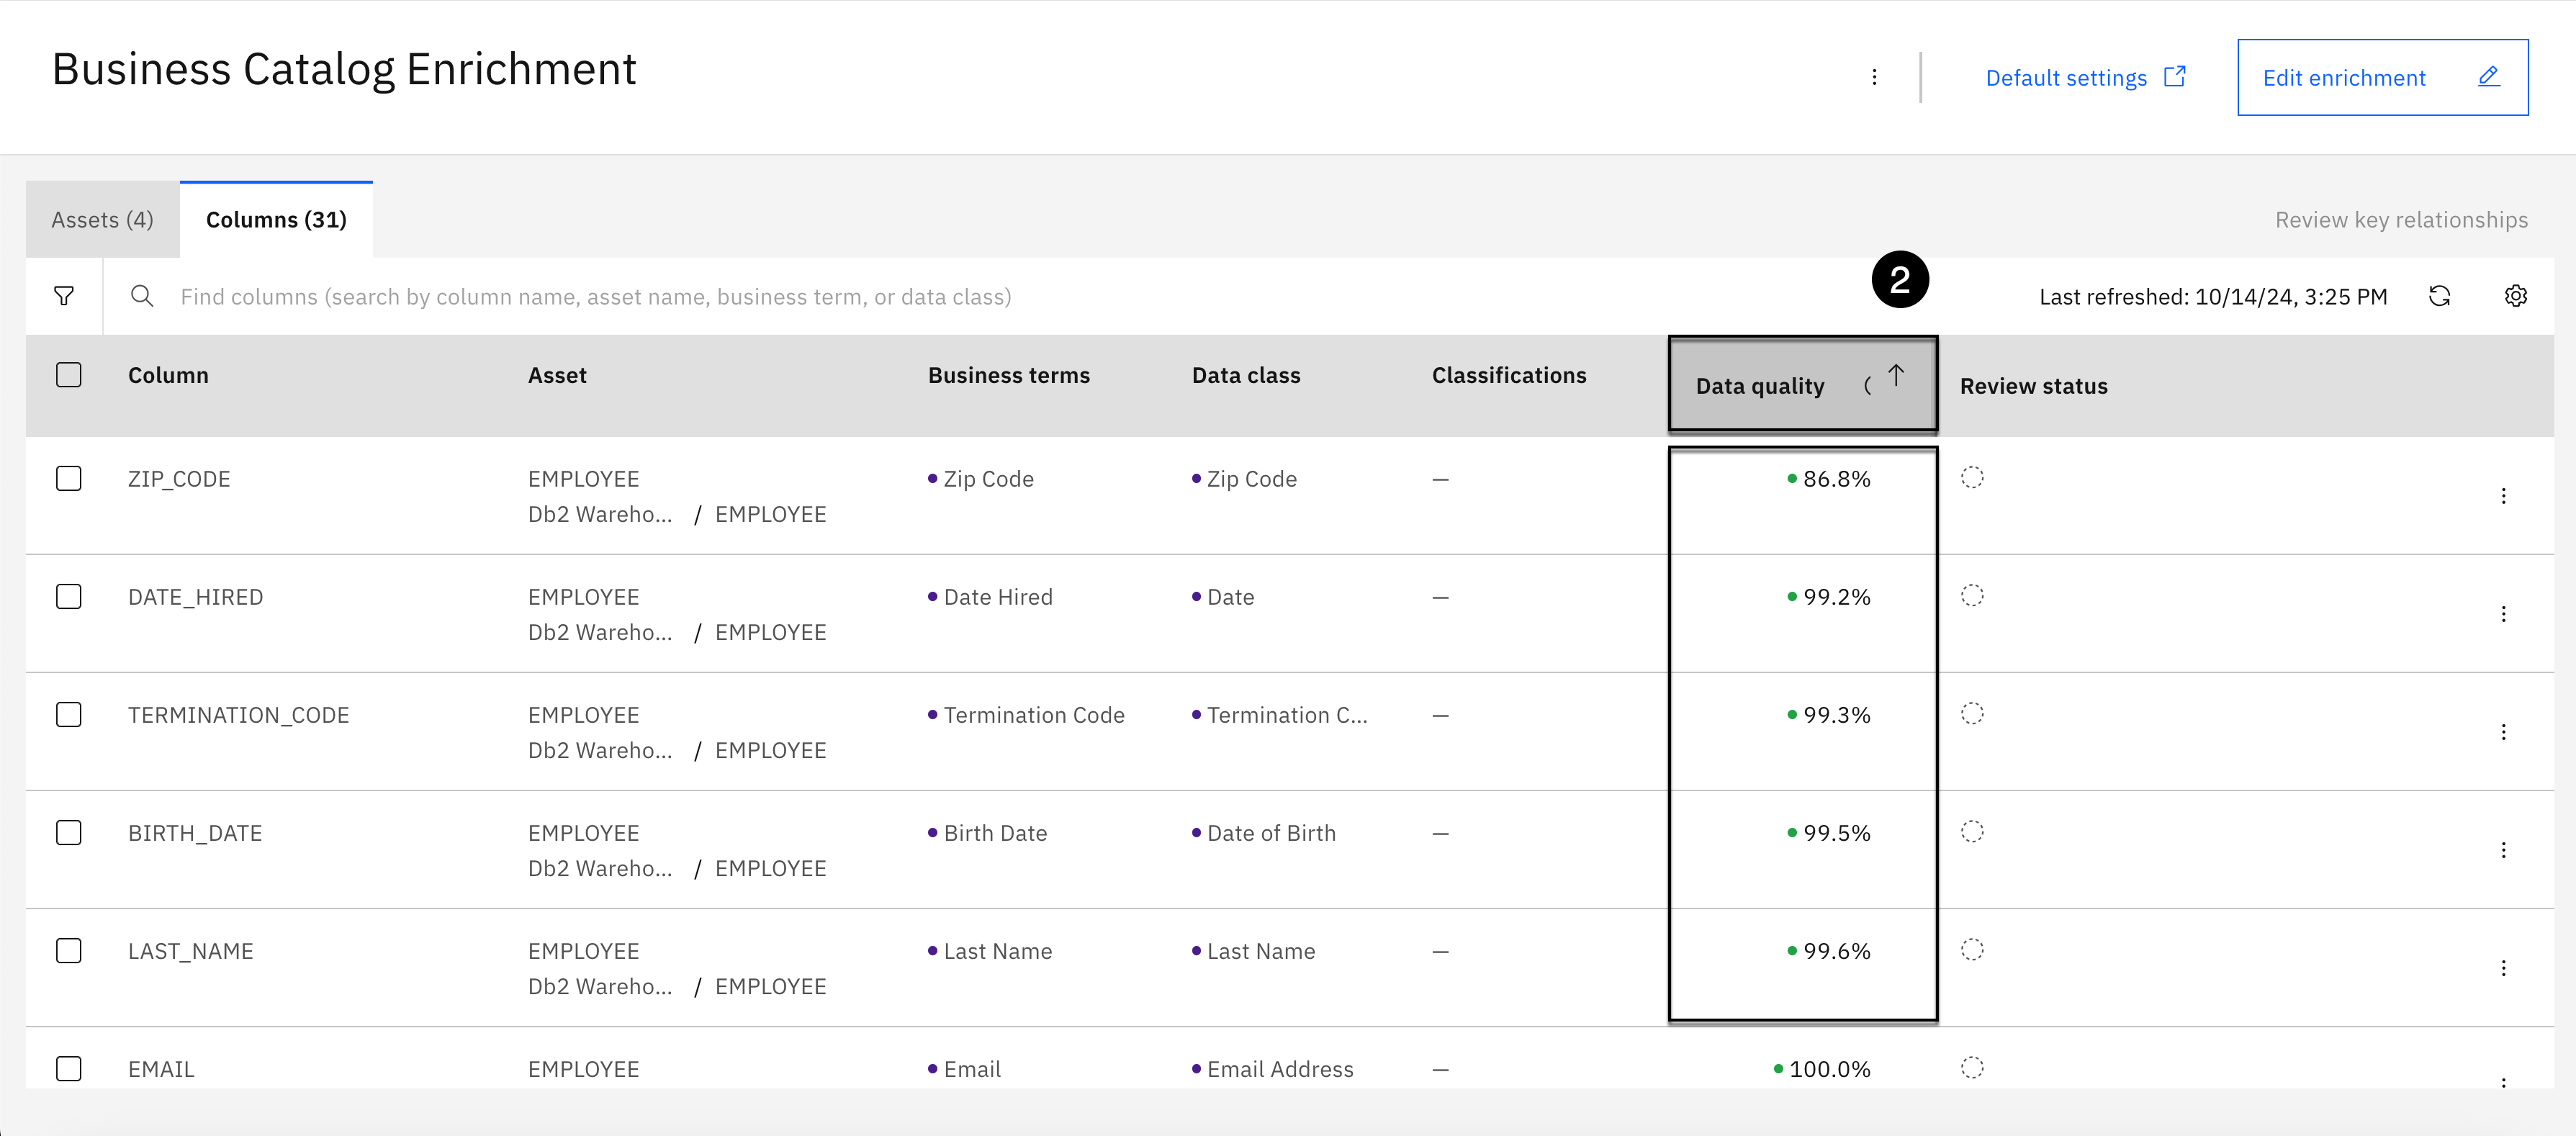 Business Catalog Enrichment
Default settings
Edit enrichment
Assets (4)
Columns (31)
Review key relationships
2
Find columns (search by column name, asset name, business term, or data class)
Last refreshed: 10/14/24, 3:25 PM
Column Asset Business terms Data class Classifications Data quality ( Review status
ZIP_CODE EMPLOYEE Zip Code Zip Code — 86.8%
Db2 Wareho... / EMPLOYEE
DATE_HIRED EMPLOYEE Date Hired Date — 99.2%
Db2 Wareho... / EMPLOYEE
TERMINATION_CODE EMPLOYEE Termination Code Termination C... — 99.3%
Db2 Wareho... / EMPLOYEE
BIRTH_DATE EMPLOYEE Birth Date Date of Birth — 99.5%
Db2 Wareho... / EMPLOYEE
LAST_NAME EMPLOYEE Last Name Last Name — 99.6%
Db2 Wareho... / EMPLOYEE
EMAIL EMPLOYEE Email Email Address — 100.0%